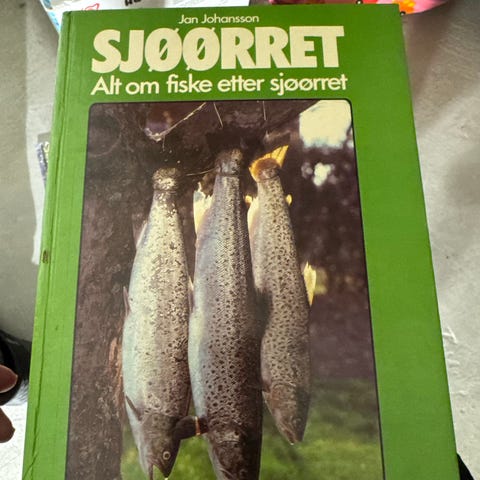 Jan Johansson
SJØØRRET
Alt om fiske etter sjøørret